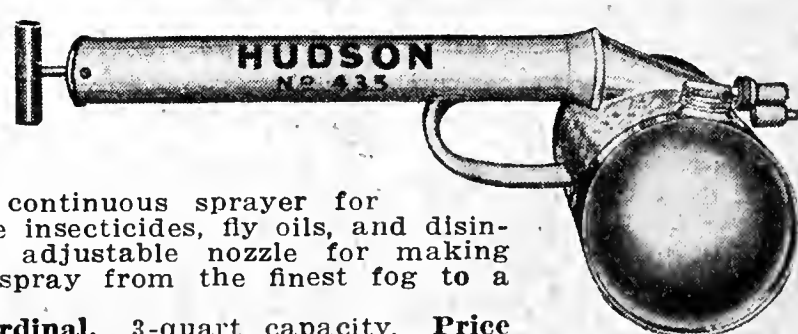 HUDSON
NO 435
continuous sprayer for
e insecticides, fly oils, and disin-
adjustable nozzle for making
spray from the finest fog to a
rdinal. 3-quart capacity. Price